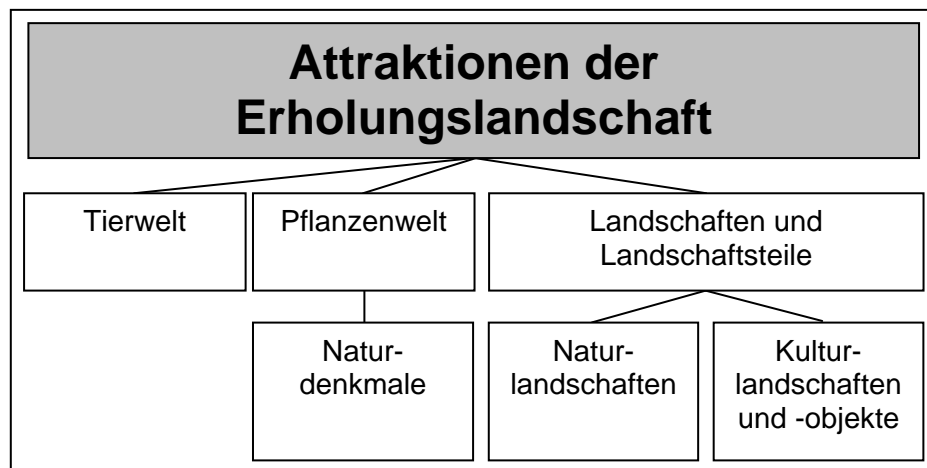 Attraktionen der
Erholungslandschaft
Tierwelt
Pflanzenwelt
Landschaften und
Landschaftsteile
Natur-
denkmale
Natur-
landschaften
Kultur-
landschaften
und -objekte